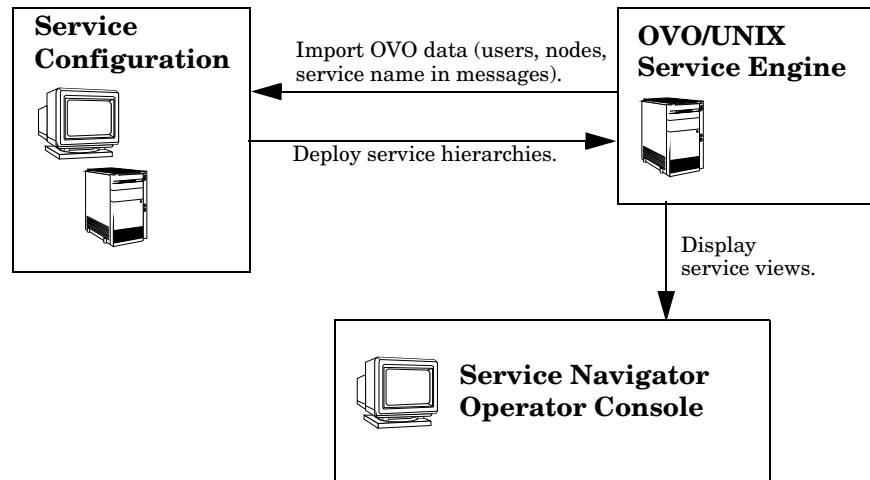 Service
Configuration
Import OVO data (users, nodes,
service name in messages).
Deploy service hierarchies.
OVO/UNIX
Service Engine
Display
service views.
Service Navigator
Operator Console